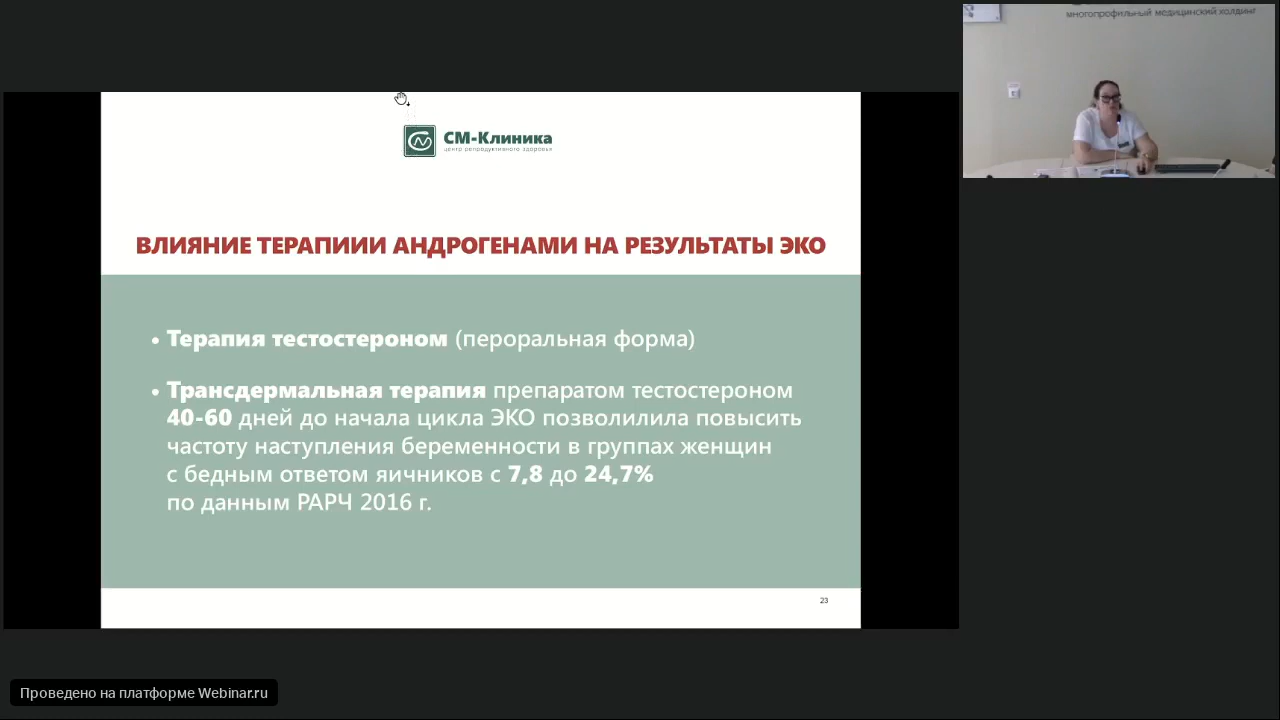 многопрофильный медицинский холдинг
СМ-Клиника
центр репродуктивного здоровья
ВЛИЯНИЕ ТЕРАПИИИ АНДРОГЕНАМИ НА РЕЗУЛЬТАТЫ ЭКО
• Терапия тестостероном (пероральная форма)
• Трансдермальная терапия препаратом тестостероном
40-60 дней до начала цикла ЭКО позволилила повысить
частоту наступления беременности в группах женщин
с бедным ответом яичников с 7,8 до 24,7%
по данным РАРЧ 2016 г.
23
Проведено на платформе Webinar.ru